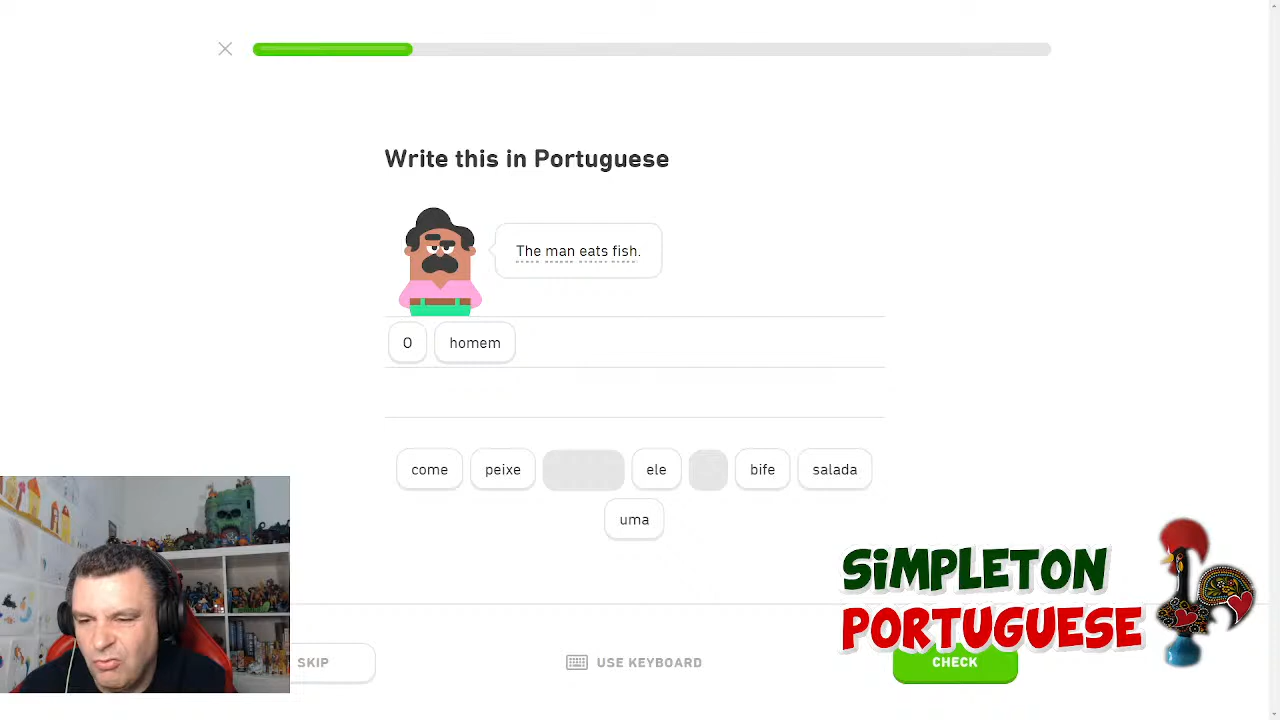 Write this in Portuguese
The man eats fish.
O homem
come peixe ele bife salada
uma
SiMPLETON
PORTUGUESE
SKIP USE KEYBOARD CHECK